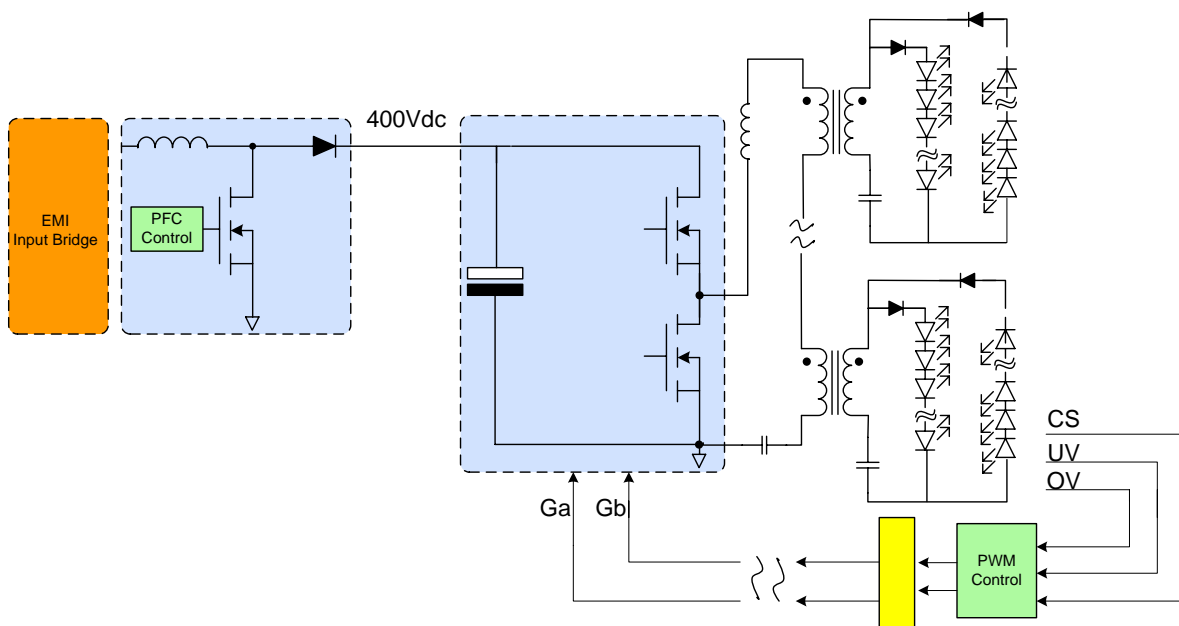 400Vdc
EMI
Input Bridge
PFC
Control
CS
UV
OV
Ga
Gb
PWM
Control